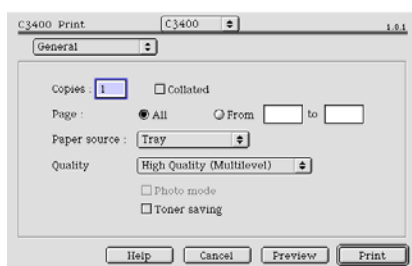 C3400 Print C3400 1.0.1
General
Copies : 1 Collated
Page : All From to
Paper source : Tray
Quality High Quality (Multilevel)
Photo mode
Toner saving
Help Cancel Preview Print